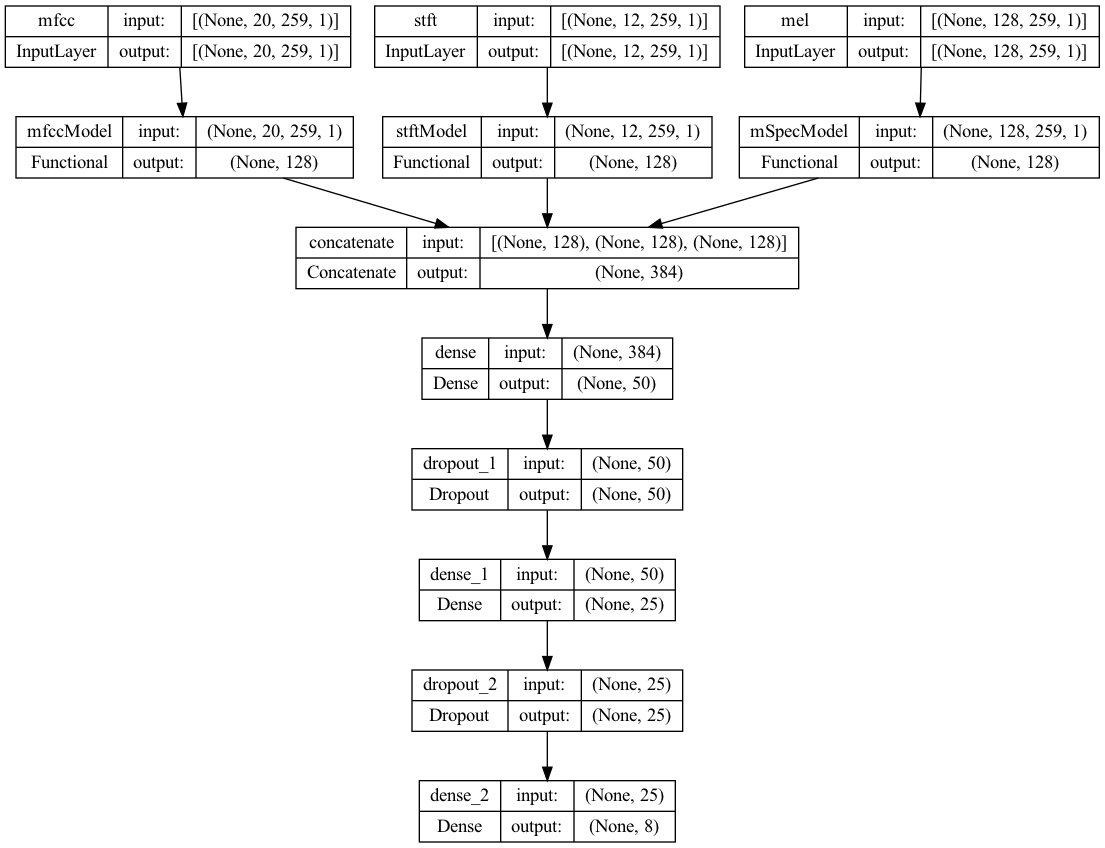 mfcc input: [(None, 20, 259, 1)]
InputLayer output: [(None, 20, 259, 1)]
stft input: [(None, 12, 259, 1)]
InputLayer output: [(None, 12, 259, 1)]
mel input: [(None, 128, 259, 1)]
InputLayer output: [(None, 128, 259, 1)]
mfccModel input: (None, 20, 259, 1)
Functional output: (None, 128)
stftModel input: (None, 12, 259, 1)
Functional output: (None, 128)
mSpecModel input: (None, 128, 259, 1)
Functional output: (None, 128)
concatenate input: [(None, 128), (None, 128), (None, 128)]
Concatenate output: (None, 384)
dense input: (None, 384)
Dense output: (None, 50)
dropout_1 input: (None, 50)
Dropout output: (None, 50)
dense_1 input: (None, 50)
Dense output: (None, 25)
dropout_2 input: (None, 25)
Dropout output: (None, 25)
dense_2 input: (None, 25)
Dense output: (None, 8)